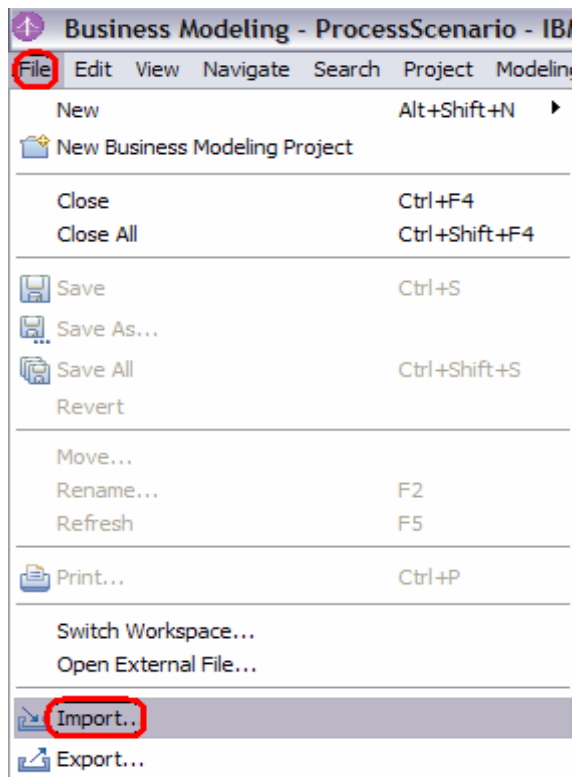 Business Modeling - ProcessScenario - IBM
File Edit View Navigate Search Project Modeling
New Alt+Shift+N
New Business Modeling Project
Close Ctrl+F4
Close All Ctrl+Shift+F4
Save Ctrl+S
Save As...
Save All Ctrl+Shift+S
Revert
Move...
Rename... F2
Refresh F5
Print... Ctrl+P
Switch Workspace...
Open External File...
Import...
Export...